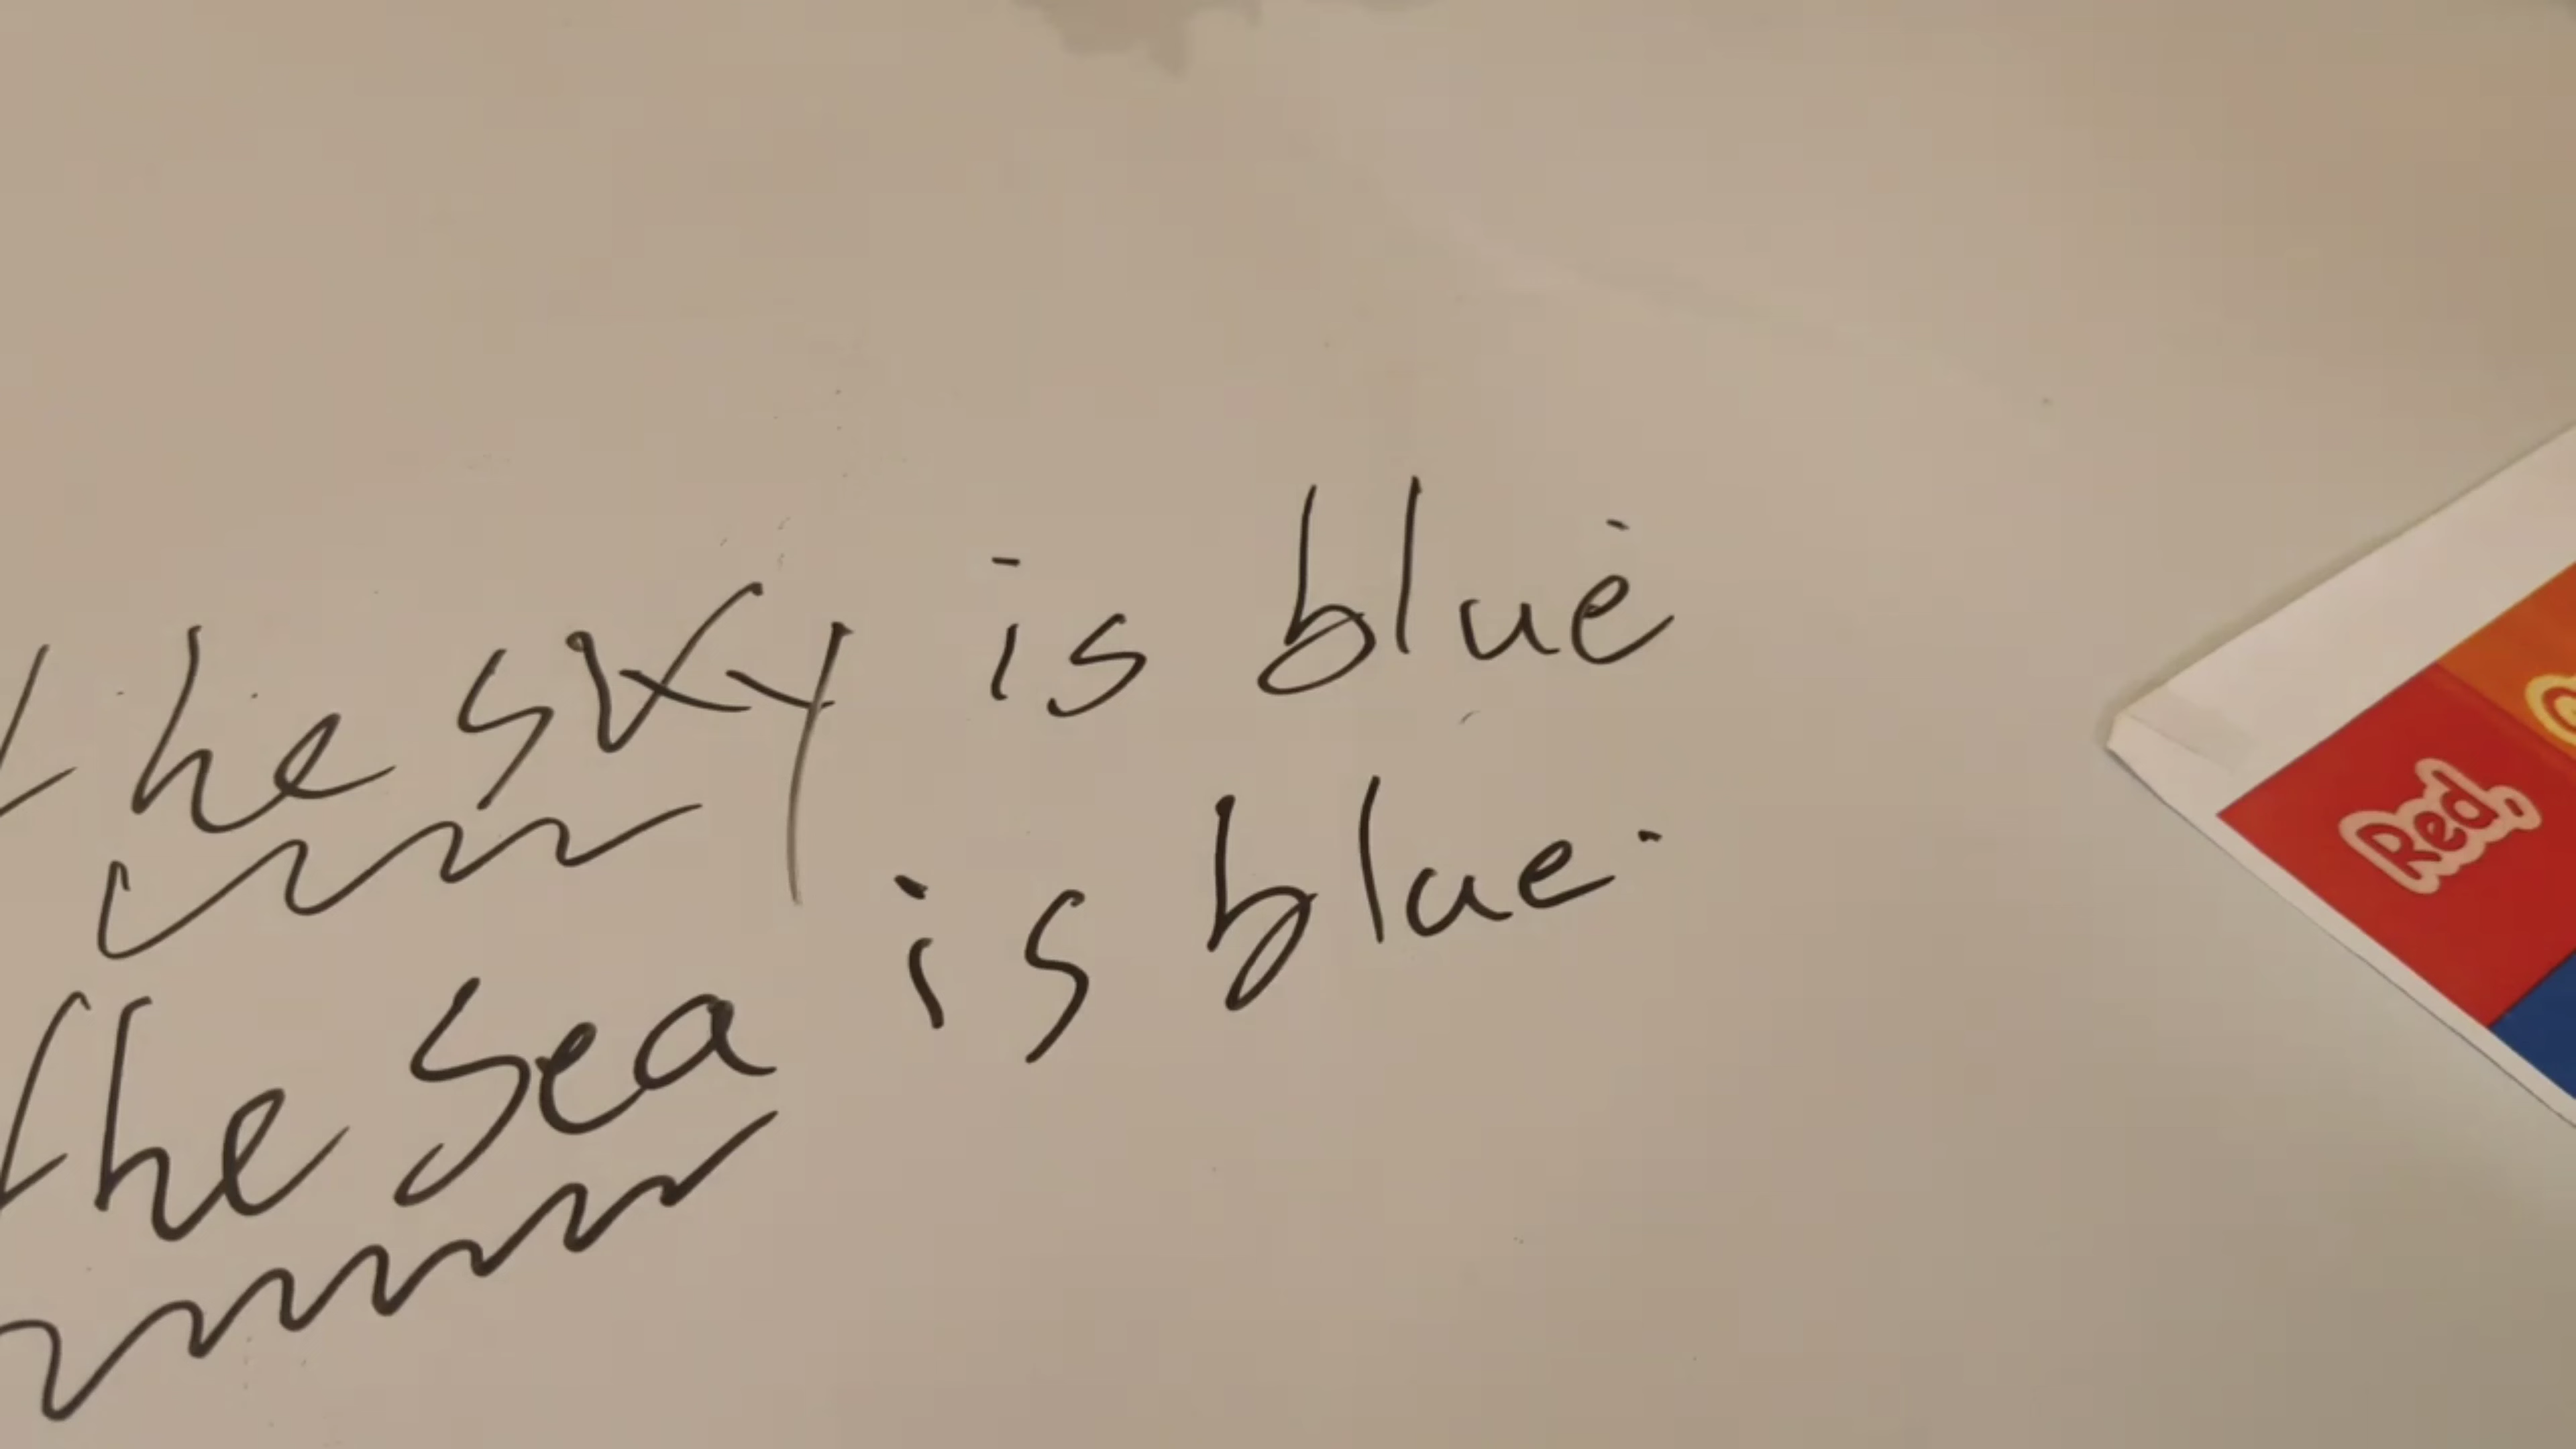 the sky is blue
the sea is blue.
Red